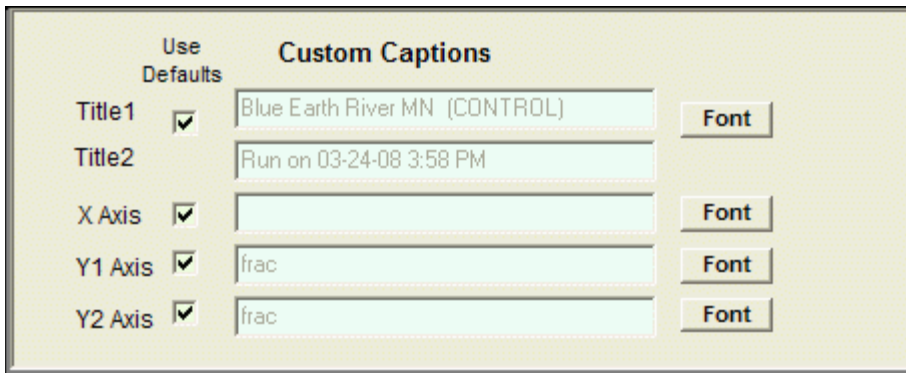 Use
Defaults
Custom Captions
Title1
Blue Earth River MN  (CONTROL)
Font
Title2
Run on 03-24-08 3:58 PM
X Axis
Font
Y1 Axis
frac
Font
Y2 Axis
frac
Font